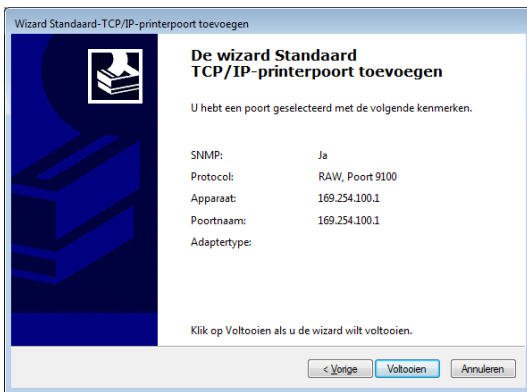 Wizard Standard-TCP/IP-printerpoort toevoegen
De wizard Standaard
TCP/IP-printerpoort toevoegen
U hebt een poort geselecteerd met de volgende kenmerken.
SNMP: Ja
Protocol: RAW, Poort 9100
Apparaat: 169.254.100.1
Poortnaam: 169.254.100.1
Adaptertype:
Klik op Voltooien als u de wizard wilt voltooien.
< Vorige Voltooien Annuleren